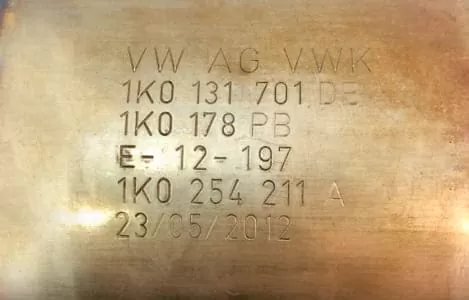 VW AG VWK
1K0 131 701 DE
1K0 178 PB
E- 12- 197
1K0 254 211 A
23/05/2012